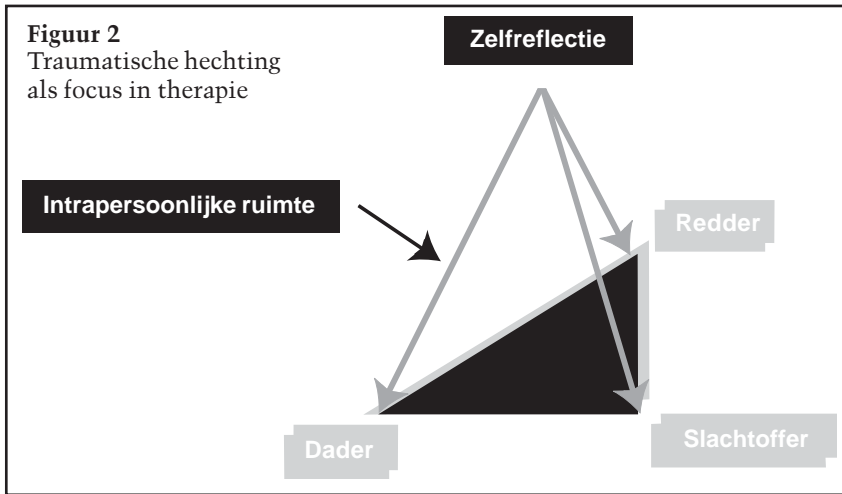 Figuur 2
Traumatische hechting
als focus in therapie
Zelfreflectie
Intrapersoonlijke ruimte
Redder
Dader
Slachtoffer